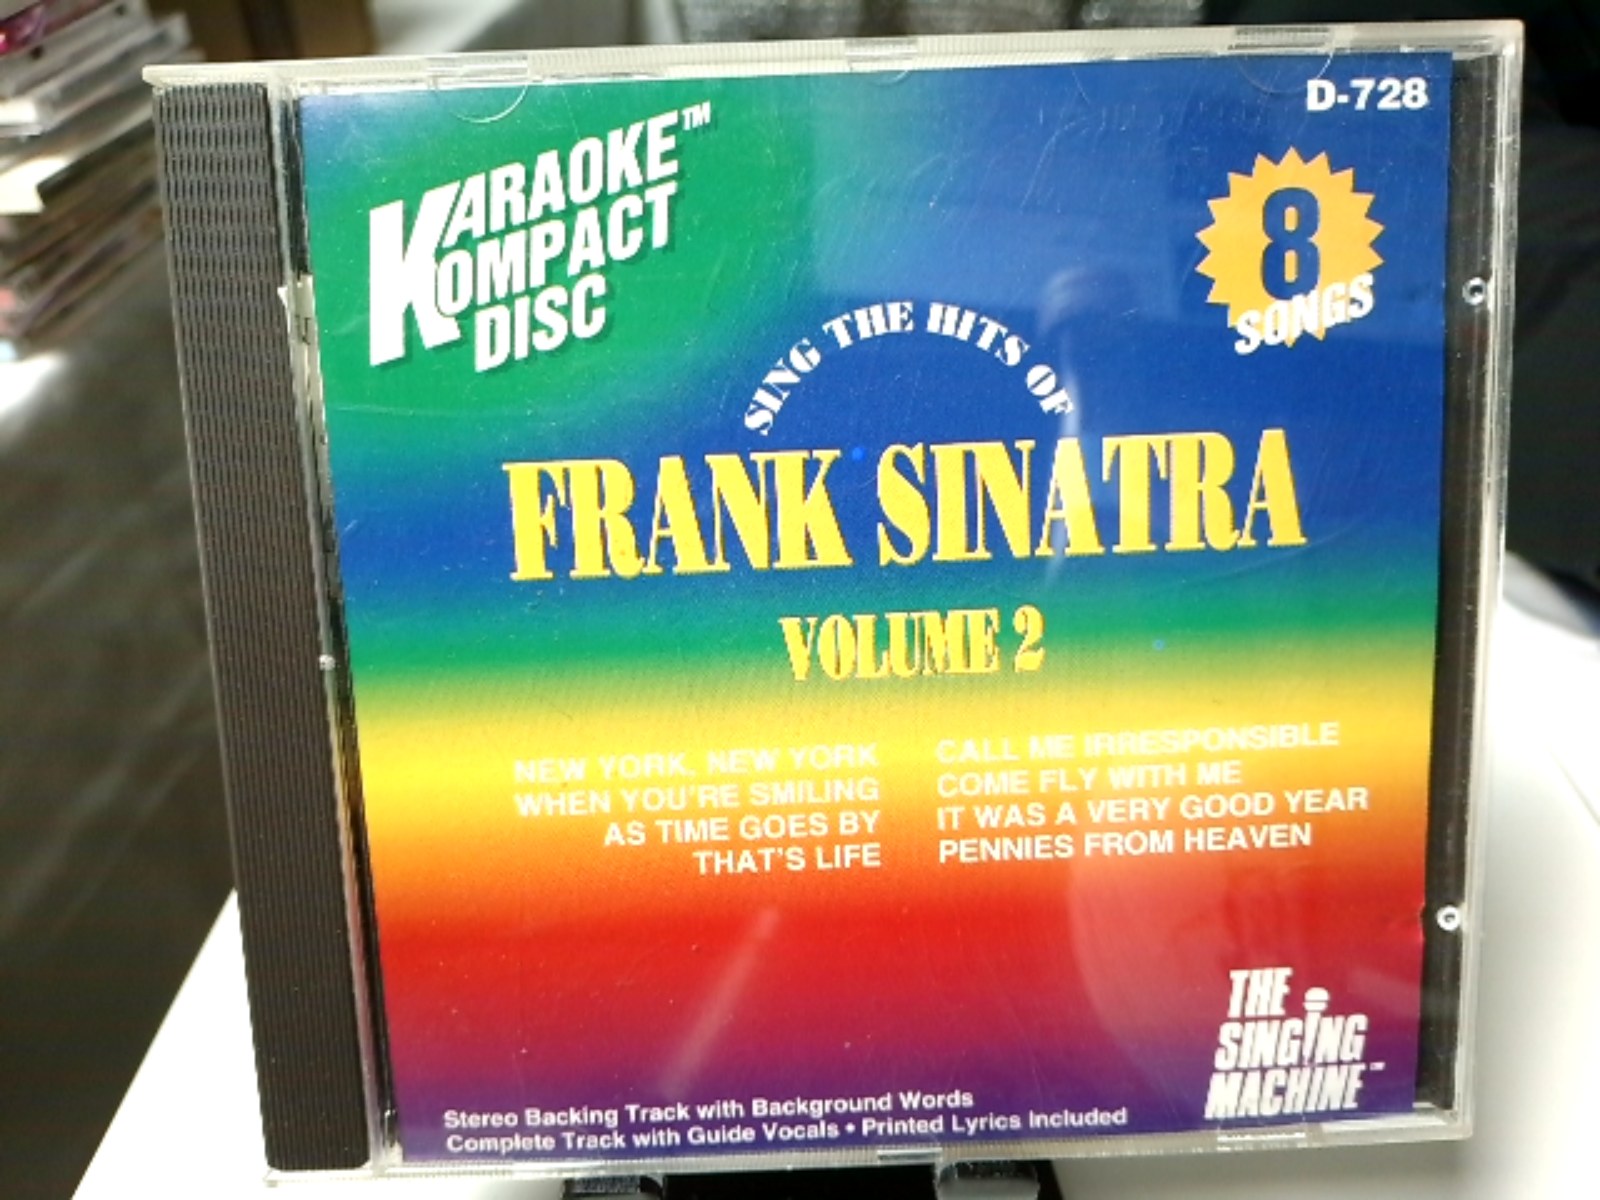 D-728
KARAOKE™
KOMPACT
DISC
8
SONGS
SING THE HITS OF
FRANK SINATRA
VOLUME 2
NEW YORK, NEW YORK
WHEN YOU'RE SMILING
AS TIME GOES BY
THAT'S LIFE
CALL ME IRRESPONSIBLE
COME FLY WITH ME
IT WAS A VERY GOOD YEAR
PENNIES FROM HEAVEN
THE
SINGING
MACHINE™
Stereo Backing Track with Background Words
Complete Track with Guide Vocals • Printed Lyrics Included